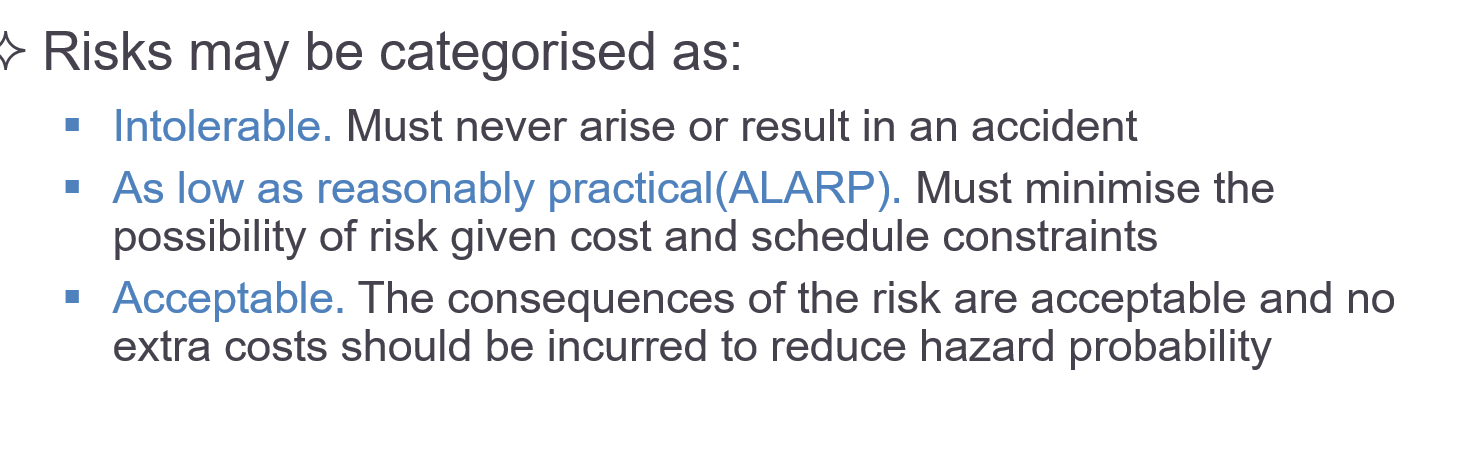 ✧ Risks may be categorised as:
▪ Intolerable. Must never arise or result in an accident
▪ As low as reasonably practical(ALARP). Must minimise the
possibility of risk given cost and schedule constraints
▪ Acceptable. The consequences of the risk are acceptable and no
extra costs should be incurred to reduce hazard probability